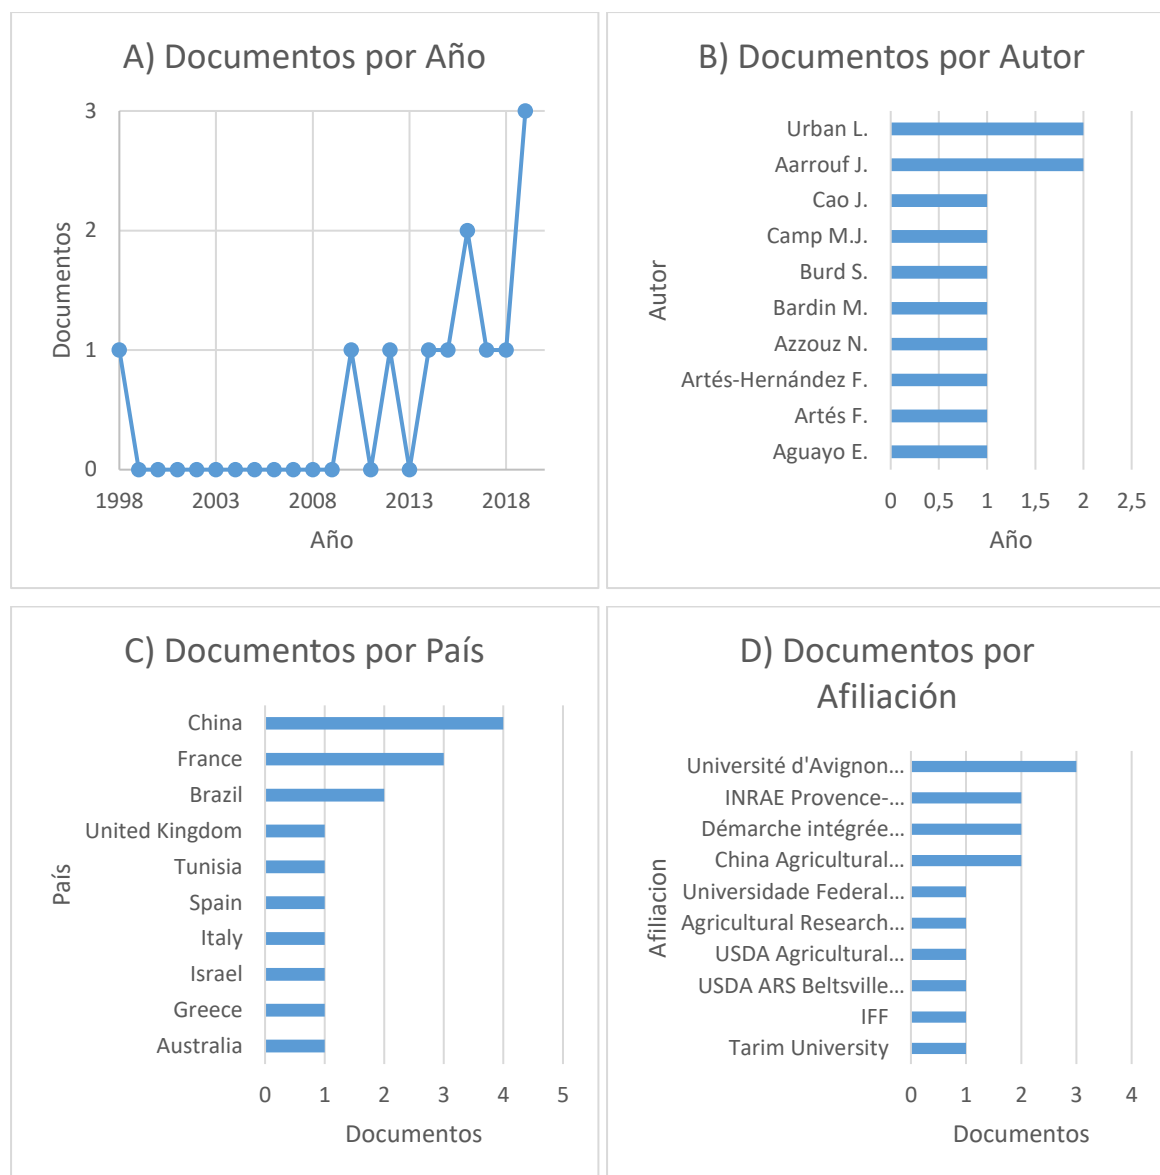 A) Documentos por Año
Documentos
3
2
1
0
1998 2003 2008 2013 2018
Año
B) Documentos por Autor
Autor
Urban L.
Aarrouf J.
Cao J.
Camp M.J.
Burd S.
Bardin M.
Azzouz N.
Artés-Hernández F.
Artés F.
Aguayo E.
0 0,5 1 1,5 2 2,5
Año
C) Documentos por País
País
China
France
Brazil
United Kingdom
Tunisia
Spain
Italy
Israel
Greece
Australia
0 1 2 3 4 5
Documentos
D) Documentos por
Afiliación
Afiliacion
Université d'Avignon...
INRAE Provence-...
Démarche intégrée...
China Agricultural...
Universidade Federal...
Agricultural Research...
USDA Agricultural...
USDA ARS Beltsville...
IFF
Tarim University
0 1 2 3 4
Documentos